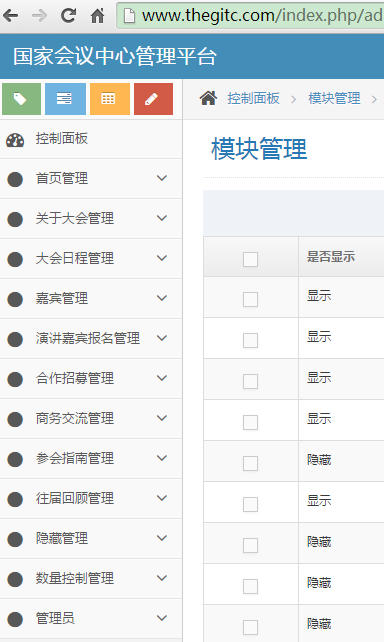 www.thegitc.com/index.php/ad
国家会议中心管理平台
控制面板
模块管理
控制面板
首页管理
关于大会管理
大会日程管理
嘉宾管理
演讲嘉宾报名管理
合作招募管理
商务交流管理
参会指南管理
往届回顾管理
隐藏管理
数量控制管理
管理员
模块管理
是否显示
显示
显示
显示
显示
隐藏
显示
隐藏
隐藏
隐藏